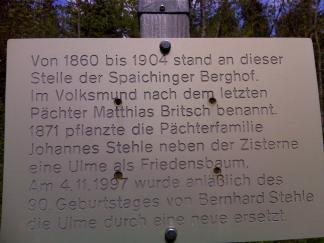 Von 1860 bis 1904 stand an dieser
Stelle der Spaichinger Berghof.
Im Volksmund nach dem letzten
Pächter Matthias Britsch benannt.
1871 pflanzte die Pächterfamilie
Johannes Stehle neben der Zisterne
eine Ulme als Friedensbaum.
Am 4.11.1997 wurde anläßlich des
90. Geburtstages von Bernhard Stehle
die Ulme durch eine neue ersetzt.